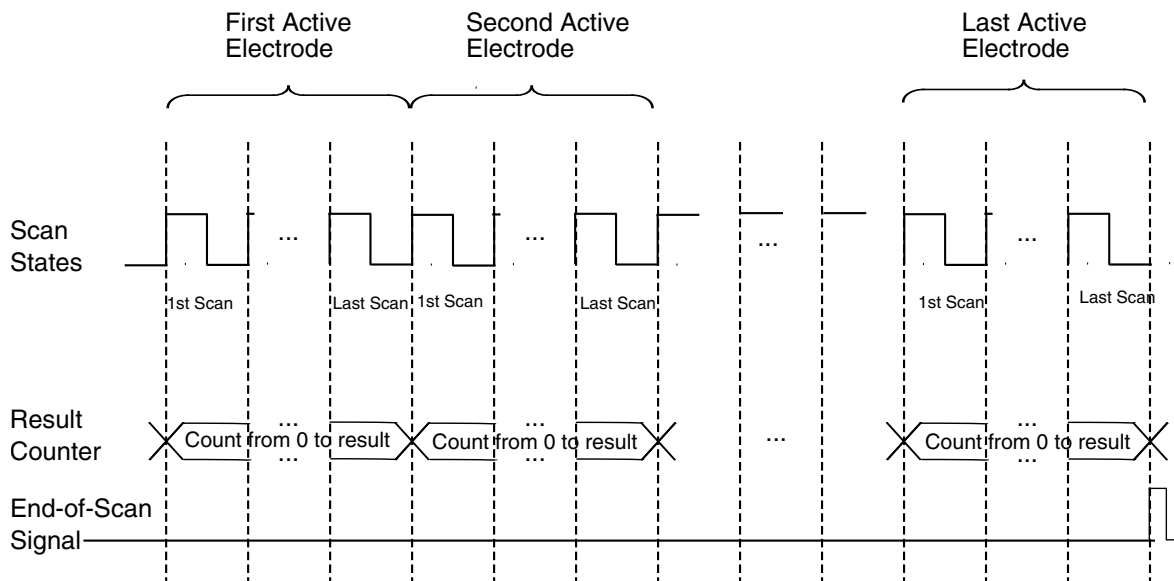 First Active
Electrode
Second Active
Electrode
Last Active
Electrode
Scan
States
...
...
...
...
1st Scan
Last Scan
1st Scan
Last Scan
1st Scan
Last Scan
Result
Counter
...
Count from 0 to result
...
...
Count from 0 to result
...
...
...
Count from 0 to result
...
End-of-Scan
Signal